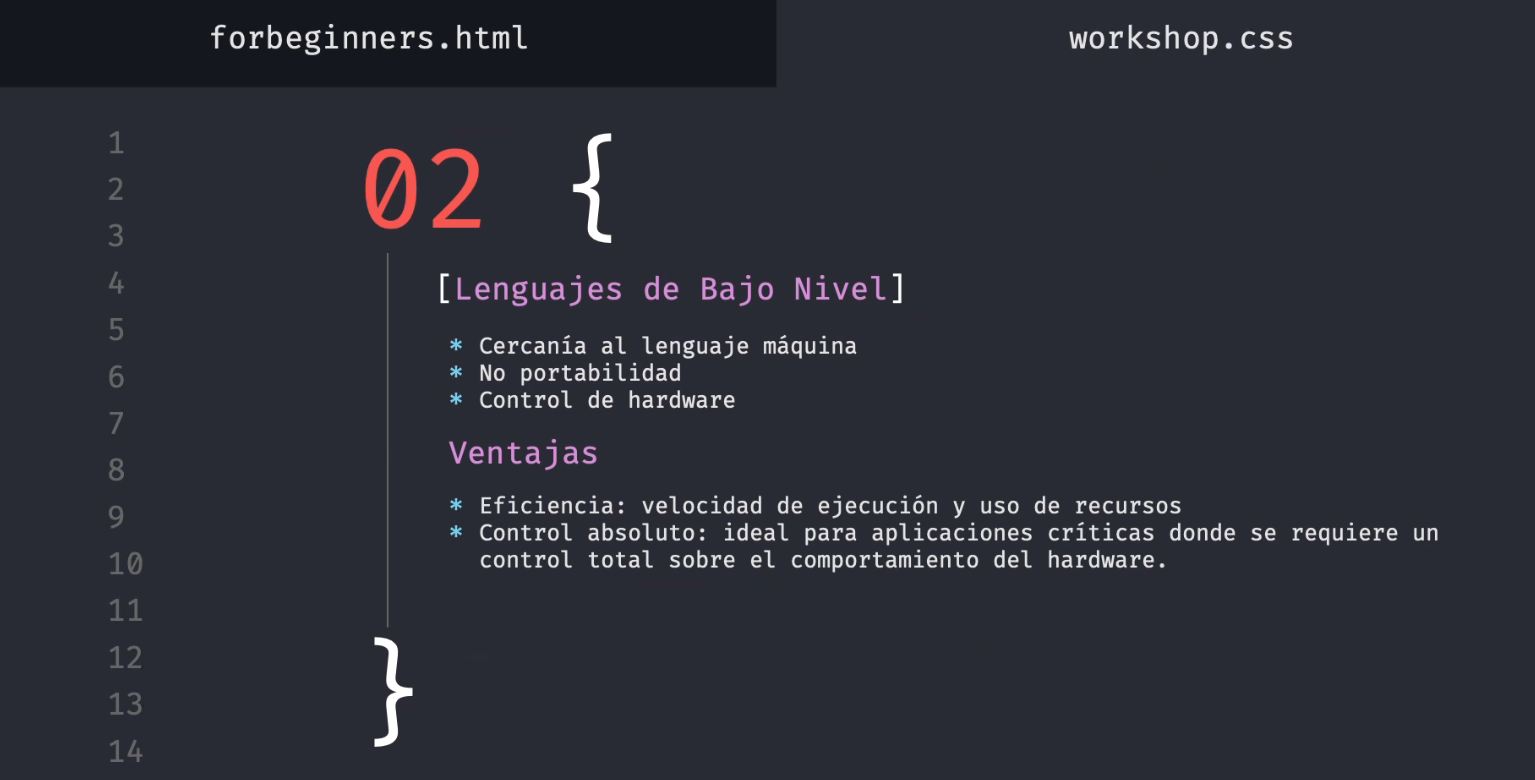 forbeginners.html
workshop.css
1
2
3
4
5
6
7
8
9
10
11
12
13
14
02 {
[Lenguajes de Bajo Nivel]
* Cercanía al lenguaje máquina
* No portabilidad
* Control de hardware
Ventajas
* Eficiencia: velocidad de ejecución y uso de recursos
* Control absoluto: ideal para aplicaciones críticas donde se requiere un
control total sobre el comportamiento del hardware.
}